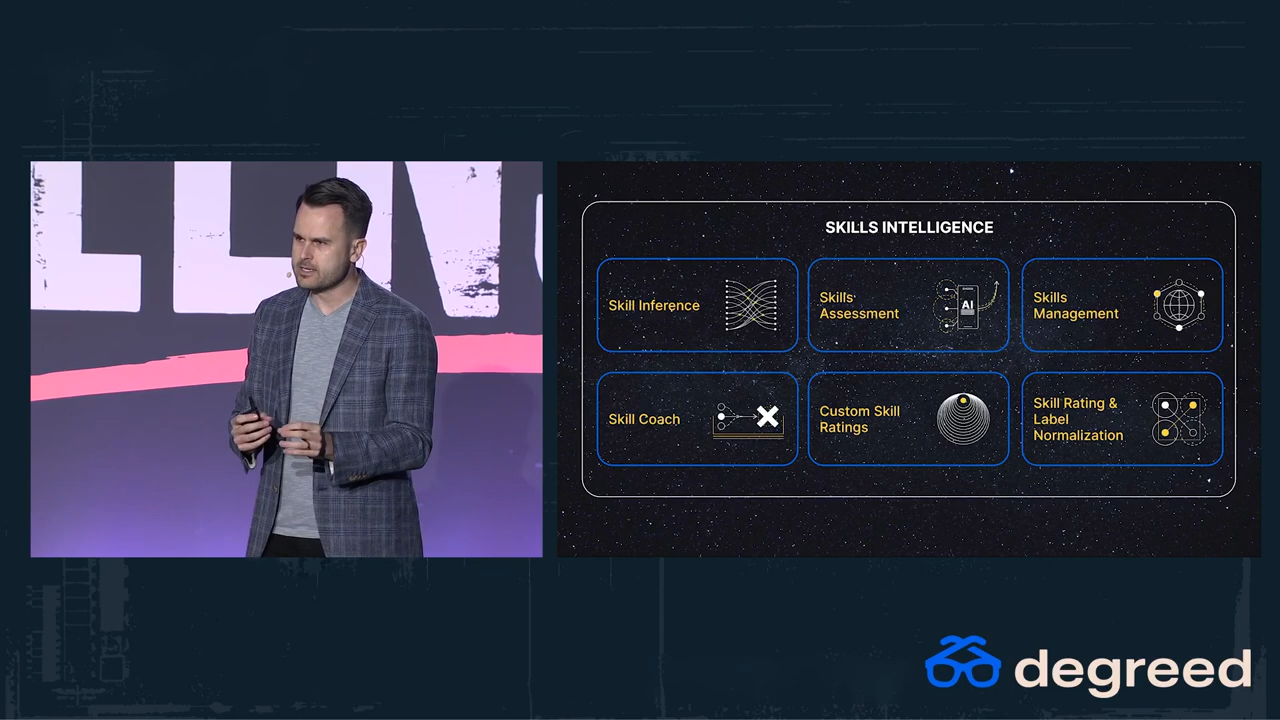 SKILLS INTELLIGENCE
Skill Inference
Skills
Assessment
AI
Skills
Management
Skill Coach
Custom Skill
Ratings
Skill Rating &
Label
Normalization
degreed